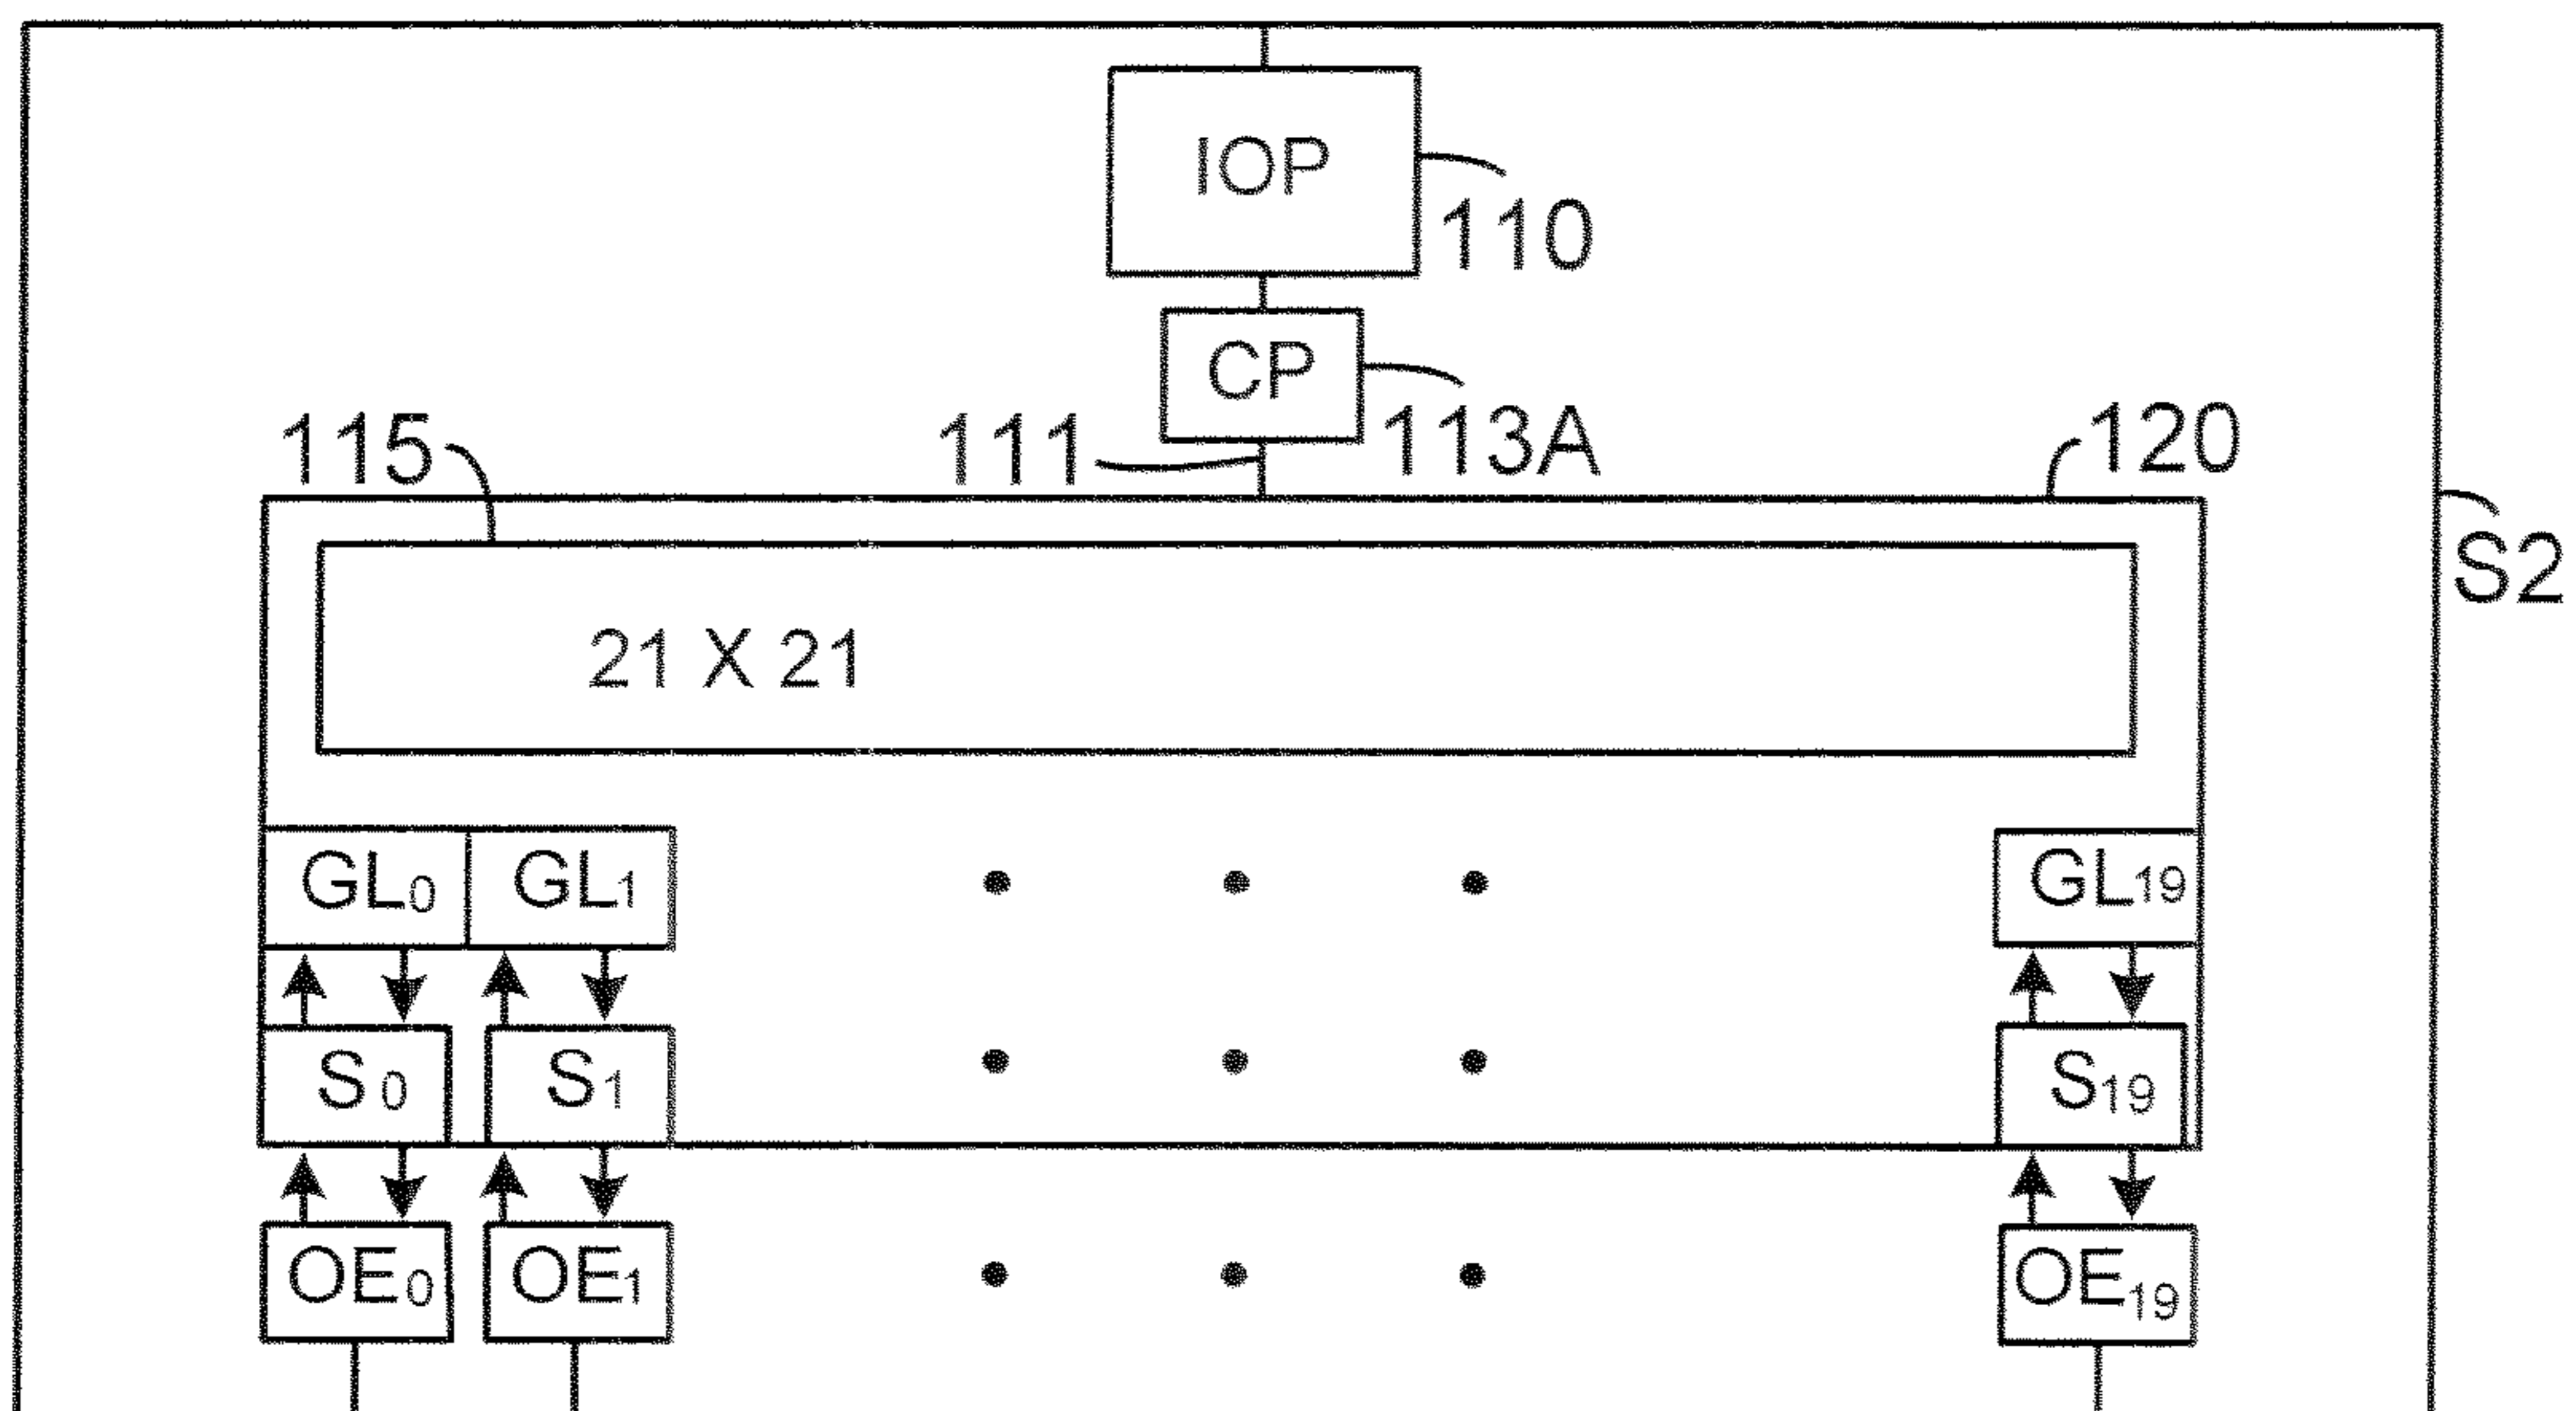 IOP
110
CP
115
111
113A
120
S2
21 X 21
GL0 GL1 GL19
S0 S1 S19
OE0 OE1 OE19